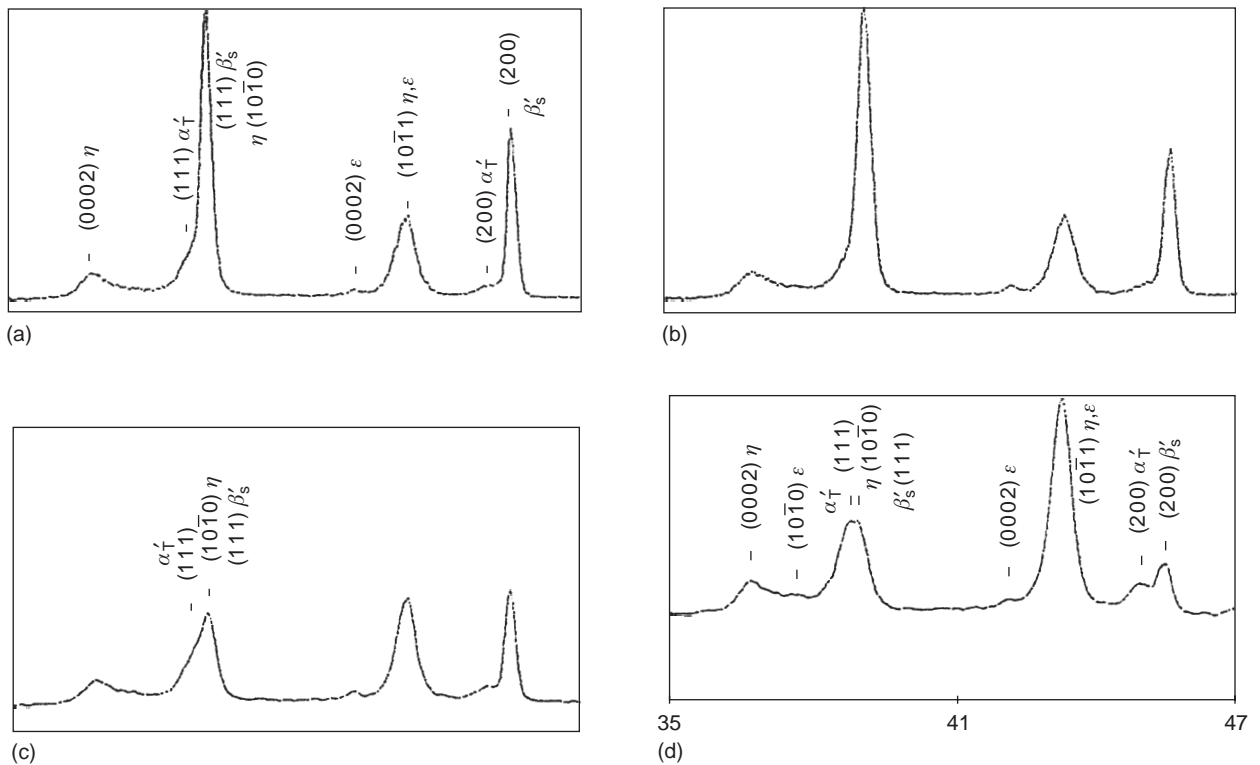 (0002) η
(111) α′T
(111) β′s
η (101̄0)
(0002) ε
(101̄1) η,ε
(200) α′T
(200)
β′s
(a)
(b)
α′T
(111)
(101̄0) η
(111) β′s
(c)
(0002) η
(101̄0) ε
α′T (111)
η (101̄0)
β′s (111)
(0002) ε
(101̄1) η,ε
(200) α′T
(200) β′s
35 41 47
(d)